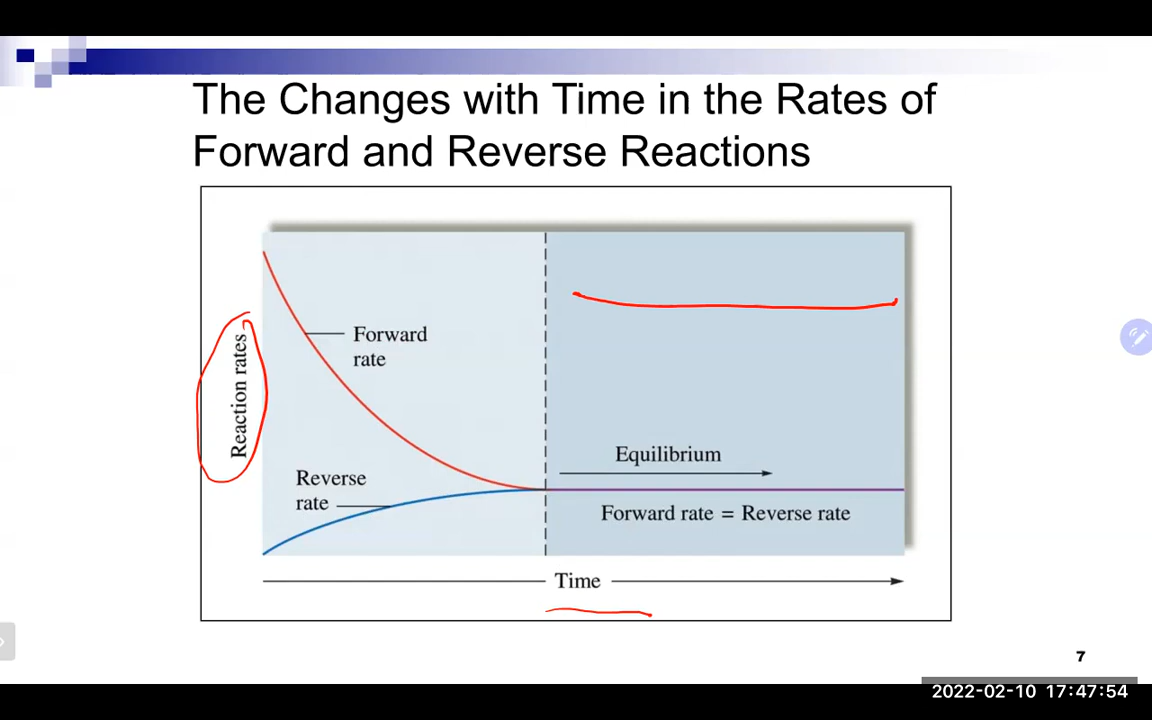 The Changes with Time in the Rates of
Forward and Reverse Reactions
Reaction rates
Forward
rate
Reverse
rate
Equilibrium
Forward rate = Reverse rate
Time
7
2022-02-10 17:47:54